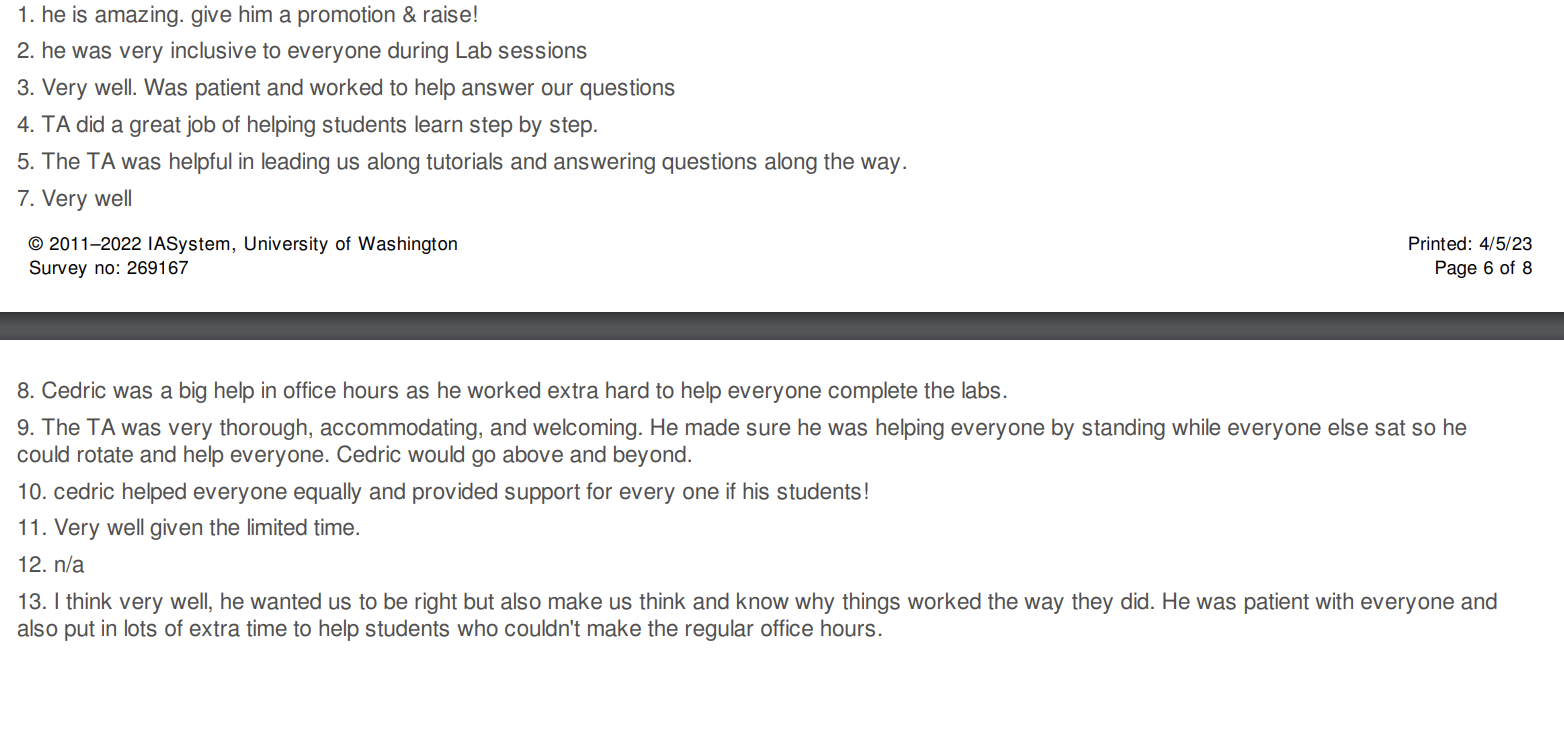 1. he is amazing. give him a promotion & raise!
2. he was very inclusive to everyone during Lab sessions
3. Very well. Was patient and worked to help answer our questions
4. TA did a great job of helping students learn step by step.
5. The TA was helpful in leading us along tutorials and answering questions along the way.
7. Very well
© 2011–2022 IASystem, University of Washington
Survey no: 269167
Printed: 4/5/23
Page 6 of 8
8. Cedric was a big help in office hours as he worked extra hard to help everyone complete the labs.
9. The TA was very thorough, accommodating, and welcoming. He made sure he was helping everyone by standing while everyone else sat so he
could rotate and help everyone. Cedric would go above and beyond.
10. cedric helped everyone equally and provided support for every one if his students!
11. Very well given the limited time.
12. n/a
13. I think very well, he wanted us to be right but also make us think and know why things worked the way they did. He was patient with everyone and
also put in lots of extra time to help students who couldn't make the regular office hours.